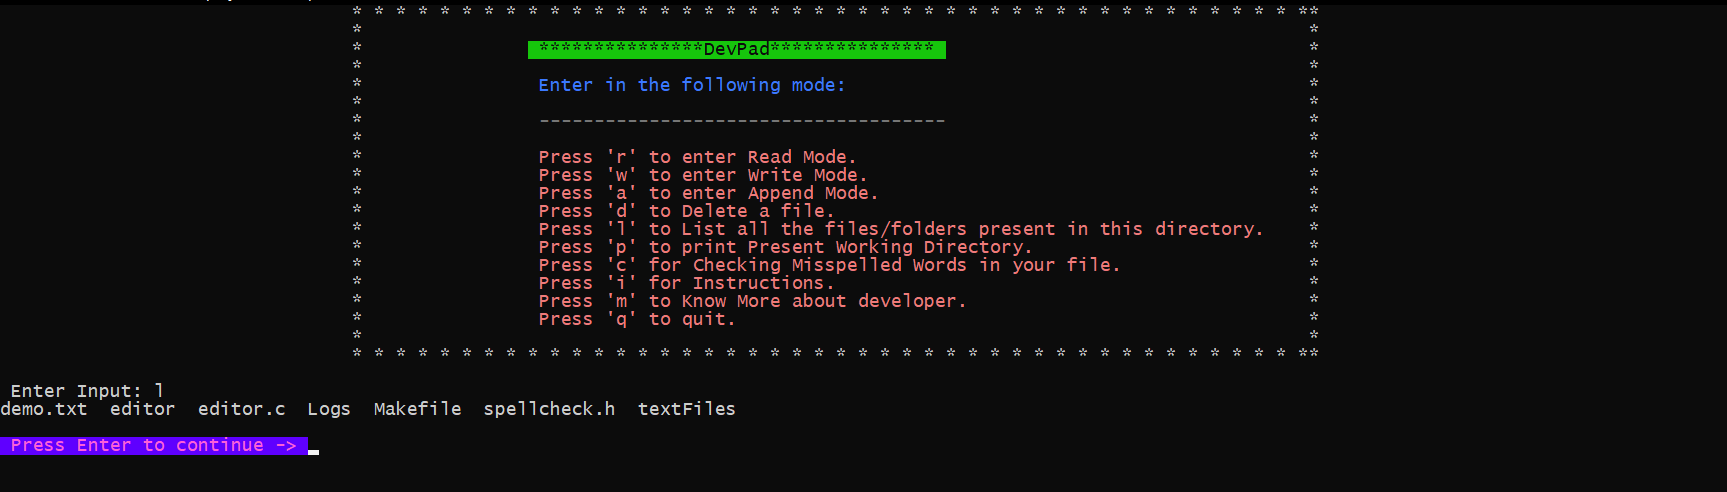 * * * * * * * * * * * * * * * * * * * * * * * * * * * * * * * * * * * * * * * * * * * **
* *
* ***************DevPad*************** *
* *
* Enter in the following mode: *
* *
* ------------------------------------- *
* *
* Press 'r' to enter Read Mode. *
* Press 'w' to enter Write Mode. *
* Press 'a' to enter Append Mode. *
* Press 'd' to Delete a file. *
* Press 'l' to List all the files/folders present in this directory. *
* Press 'p' to print Present Working Directory. *
* Press 'c' for Checking Misspelled Words in your file. *
* Press 'i' for Instructions. *
* Press 'm' to Know More about developer. *
* Press 'q' to quit. *
* *
* * * * * * * * * * * * * * * * * * * * * * * * * * * * * * * * * * * * * * * * * * * **
Enter Input: l
demo.txt editor editor.c Logs Makefile spellcheck.h textFiles
Press Enter to continue ->